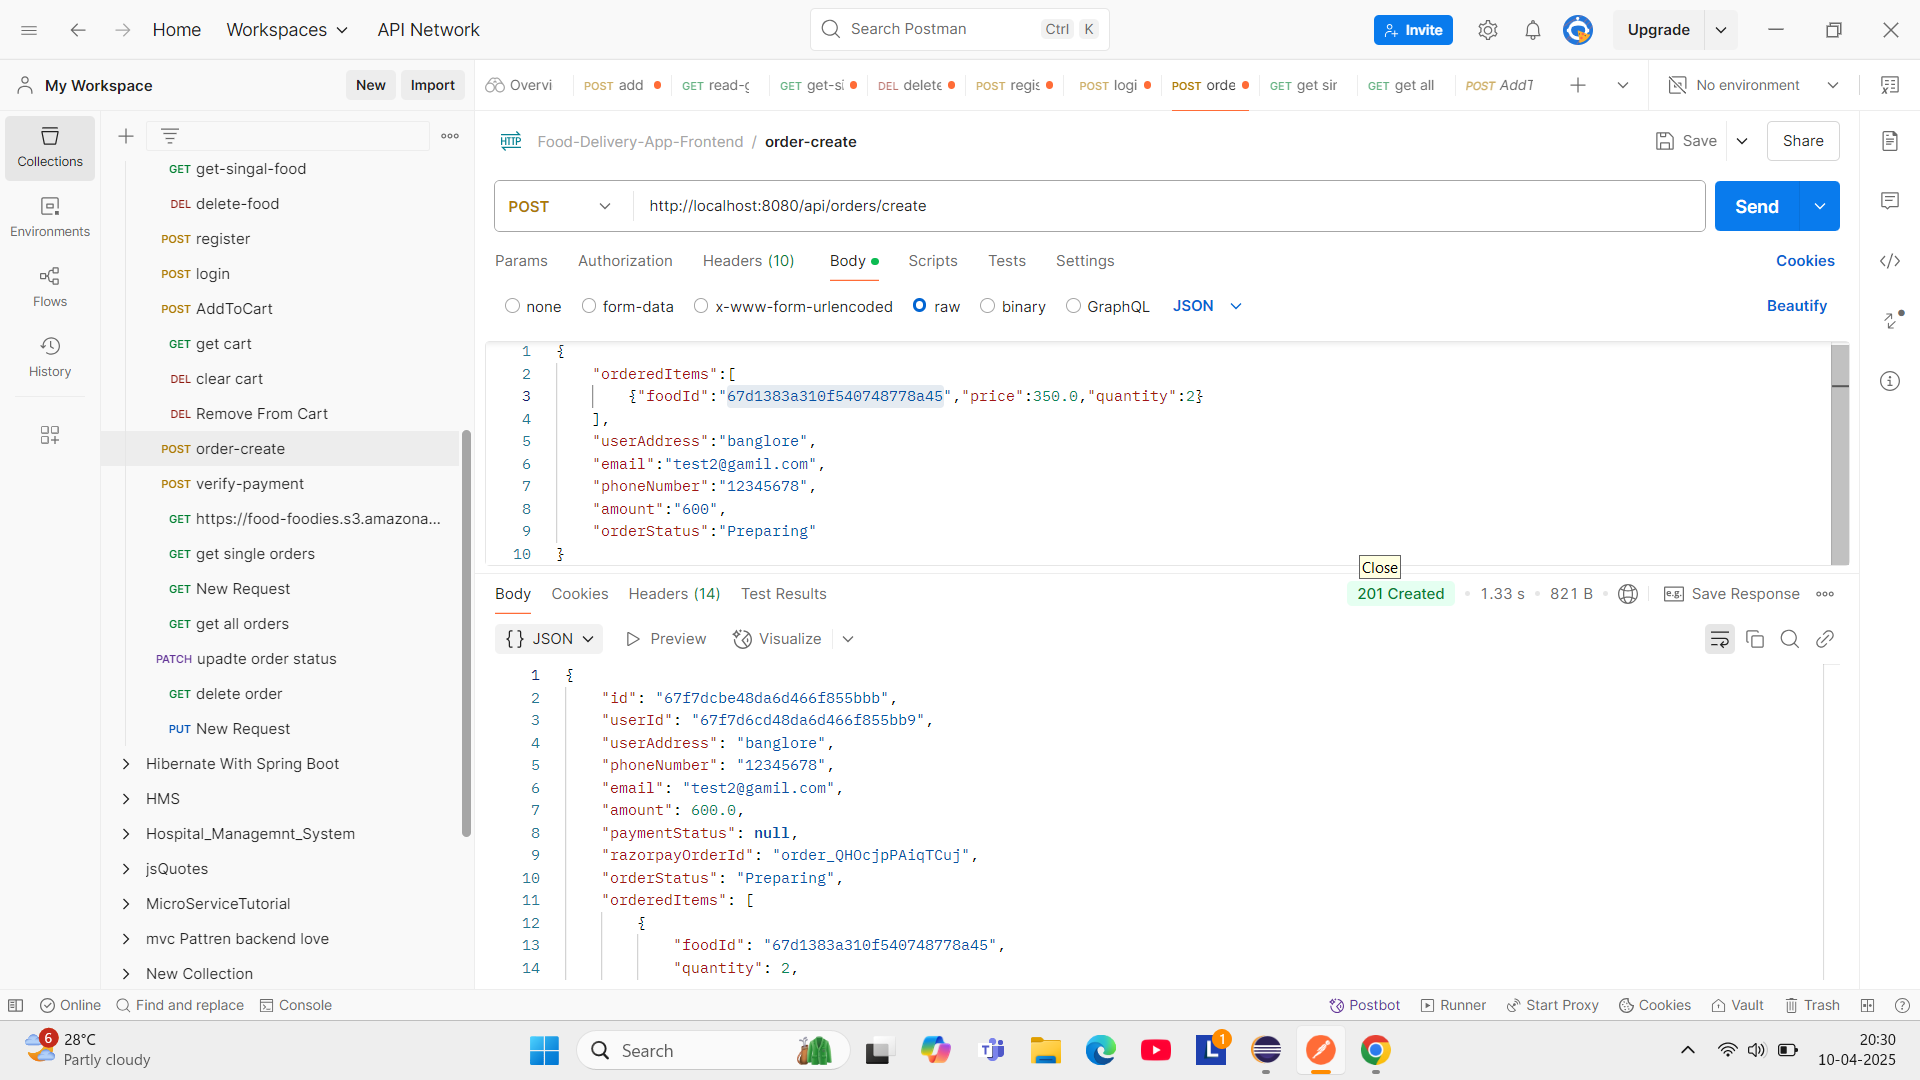 Home
Workspaces
API Network
Search Postman
Ctrl K
Invite
Upgrade
My Workspace
New
Import
Overvi
POST add
GET read-g
GET get-si
DEL delete
POST regis
POST logi
POST orde
GET get sir
GET get all
POST AddT
No environment
Collections
Environments
Flows
History
GET get-singal-food
DEL delete-food
POST register
POST login
POST AddToCart
GET get cart
DEL clear cart
DEL Remove From Cart
POST order-create
POST verify-payment
GET https://food-foodies.s3.amazona...
GET get single orders
GET New Request
GET get all orders
PATCH upadte order status
GET delete order
PUT New Request
Hibernate With Spring Boot
HMS
Hospital_Managemnt_System
jsQuotes
MicroServiceTutorial
mvc Pattren backend love
New Collection
HTTP Food-Delivery-App-Frontend / order-create
Save
Share
POST http://localhost:8080/api/orders/create
Send
Params Authorization Headers (10) Body Scripts Tests Settings
Cookies
none form-data x-www-form-urlencoded raw binary GraphQL JSON
Beautify
1 {
2 "orderedItems":[
3 {"foodId":"67d1383a310f540748778a45","price":350.0,"quantity":2}
4 ],
5 "userAddress":"banglore",
6 "email":"test2@gamil.com",
7 "phoneNumber":"12345678",
8 "amount":"600",
9 "orderStatus":"Preparing"
10 }
Close
Body Cookies Headers (14) Test Results
201 Created • 1.33 s • 821 B
e.g. Save Response
{} JSON Preview Visualize
1 {
2 "id": "67f7dcbe48da6d466f855bbb",
3 "userId": "67f7d6cd48da6d466f855bb9",
4 "userAddress": "banglore",
5 "phoneNumber": "12345678",
6 "email": "test2@gamil.com",
7 "amount": 600.0,
8 "paymentStatus": null,
9 "razorpayOrderId": "order_QHOcjpPAiqTCuj",
10 "orderStatus": "Preparing",
11 "orderedItems": [
12 {
13 "foodId": "67d1383a310f540748778a45",
14 "quantity": 2,
Online
Find and replace
Console
Postbot
Runner
Start Proxy
Cookies
Vault
Trash
6
28°C
Partly cloudy
Search
L 1
20:30
10-04-2025